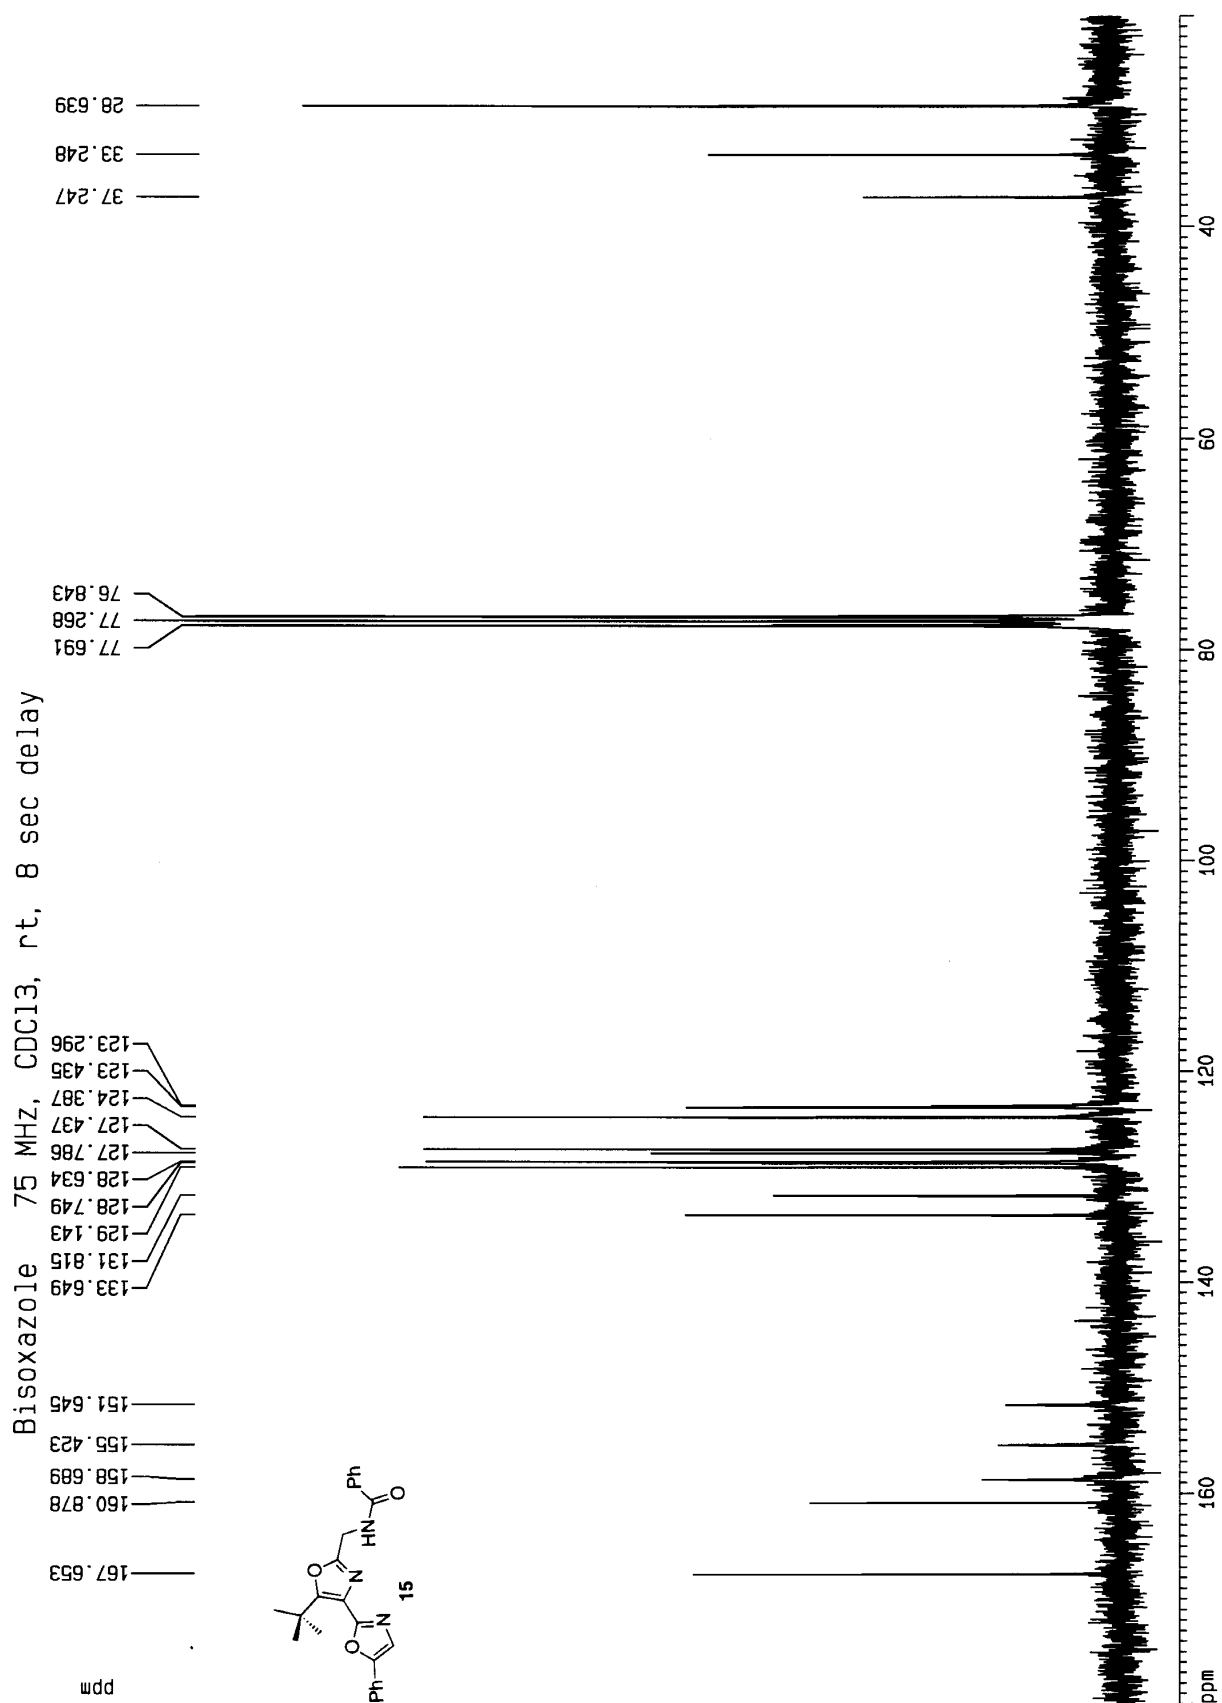 Bisoxazole 75 MHz, CDCl3, rt, 8 sec delay
ppm
167.653
160.878
158.689
155.423
151.645
133.649
131.815
129.143
128.749
128.634
127.786
127.437
124.387
123.435
123.296
77.691
77.268
76.843
37.247
33.248
28.639
Ph
O
N
O
N
HN
O
Ph
15
ppm
160
140
120
100
80
60
40